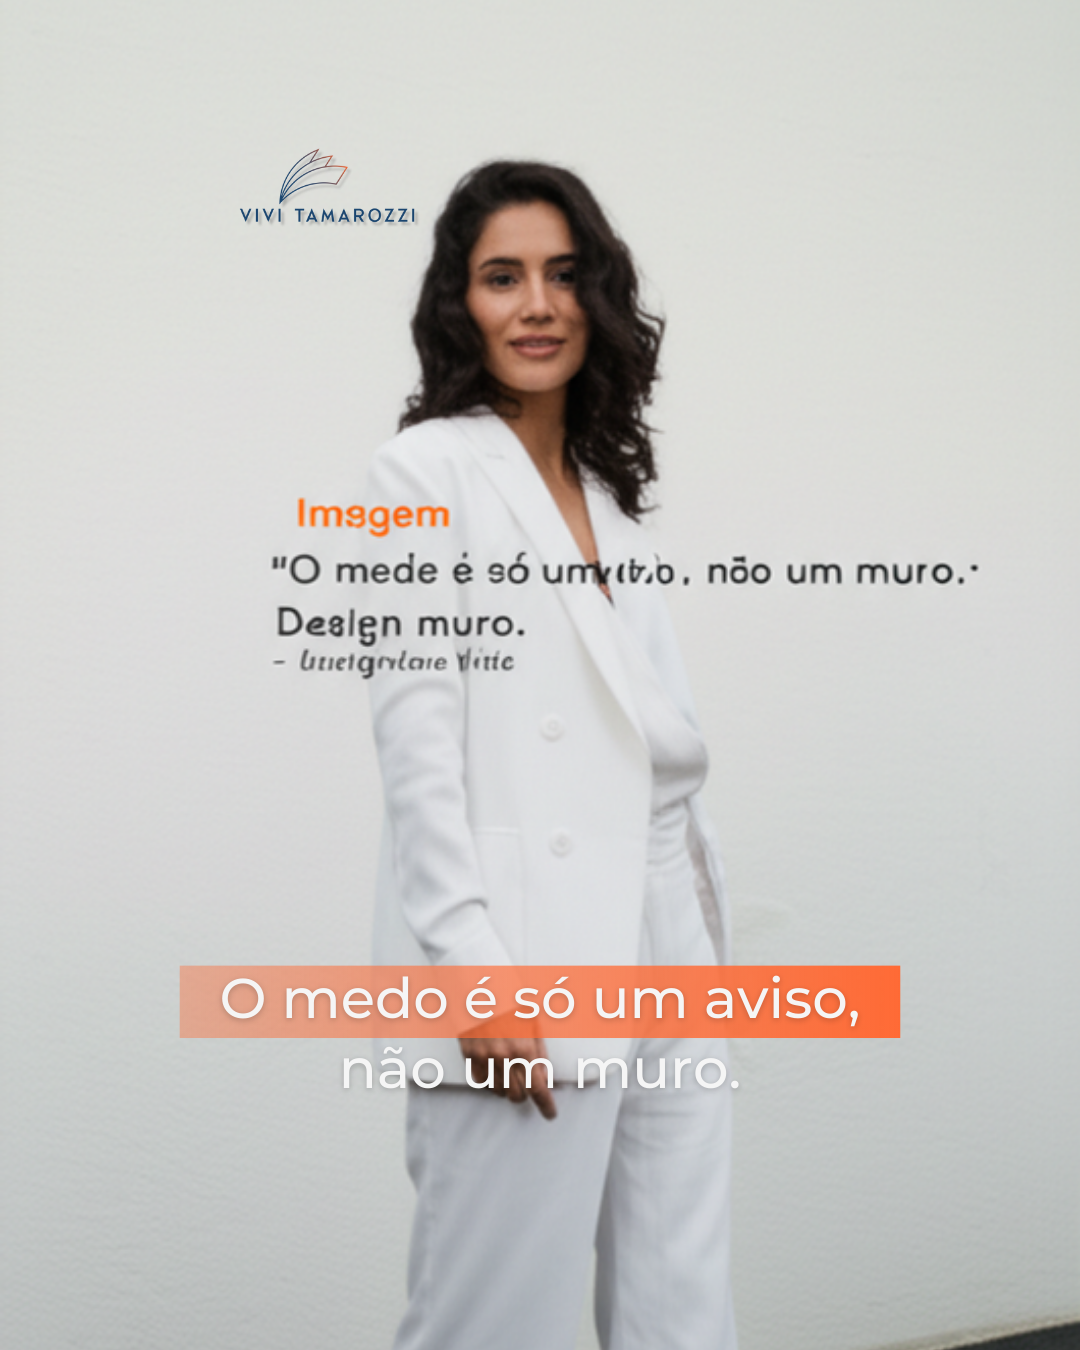 VIVI TAMAROZZI
Imagem
"O mede é só um, não um muro.
Design muro.
O medo é só um aviso,
não um muro.